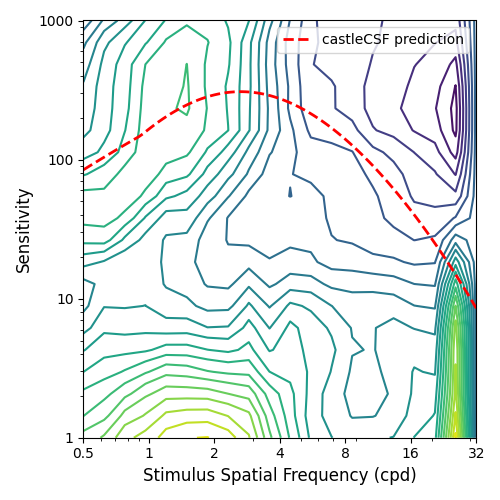 1000
castleCSF prediction
100
10
1
Sensitivity
0.5 1 2 4 8 16 32
Stimulus Spatial Frequency (cpd)